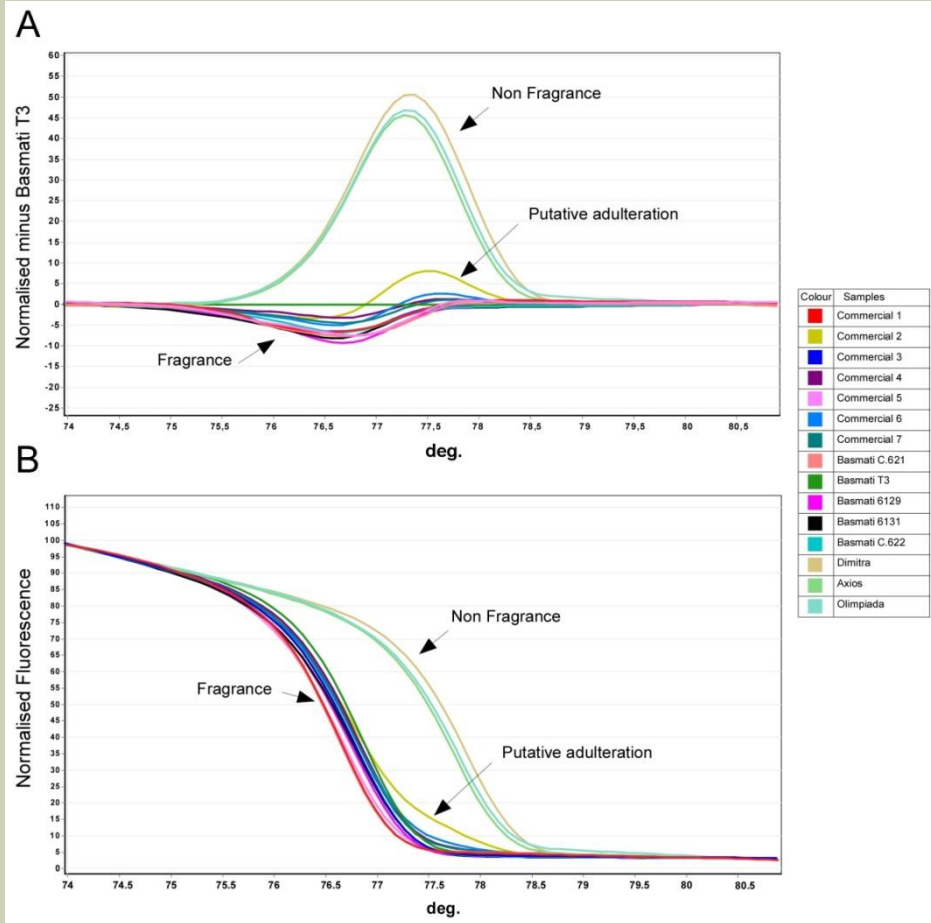 A
Normalised minus Basmati T3
60
55
50
45
40
35
30
25
20
15
10
5
0
-5
-10
-15
-20
-25
Non Fragrance
Putative adulteration
Fragrance
74 74,5 75 75,5 76 76,5 77 77,5 78 78,5 79 79,5 80 80,5
deg.
Colour Samples
Commercial 1
Commercial 2
Commercial 3
Commercial 4
Commercial 5
Commercial 6
Commercial 7
Basmati C.621
Basmati T3
Basmati 6129
Basmati 6131
Basmati C.622
Dimitra
Axios
Olimpiada
B
Normalised Fluorescence
110
105
100
95
90
85
80
75
70
65
60
55
50
45
40
35
30
25
20
15
10
5
0
Non Fragrance
Fragrance
Putative adulteration
74 74.5 75 75.5 76 76.5 77 77.5 78 78.5 79 79.5 80 80.5
deg.